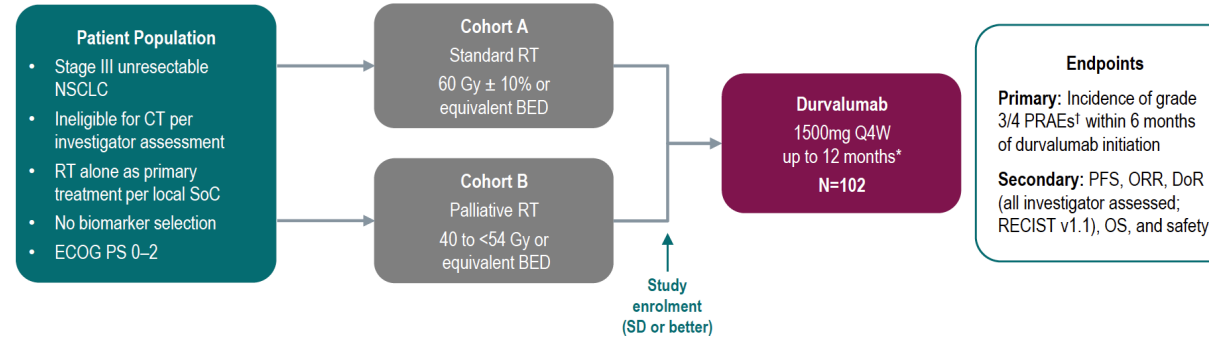 Patient Population
• Stage III unresectable
NSCLC
• Ineligible for CT per
investigator assessment
• RT alone as primary
treatment per local SoC
• No biomarker selection
• ECOG PS 0–2
Cohort A
Standard RT
60 Gy ± 10% or
equivalent BED
Cohort B
Palliative RT
40 to <54 Gy or
equivalent BED
Study
enrolment
(SD or better)
Durvalumab
1500mg Q4W
up to 12 months*
N=102
Endpoints
Primary: Incidence of grade
3/4 PRAEs† within 6 months
of durvalumab initiation
Secondary: PFS, ORR, DoR
(all investigator assessed;
RECIST v1.1), OS, and safety